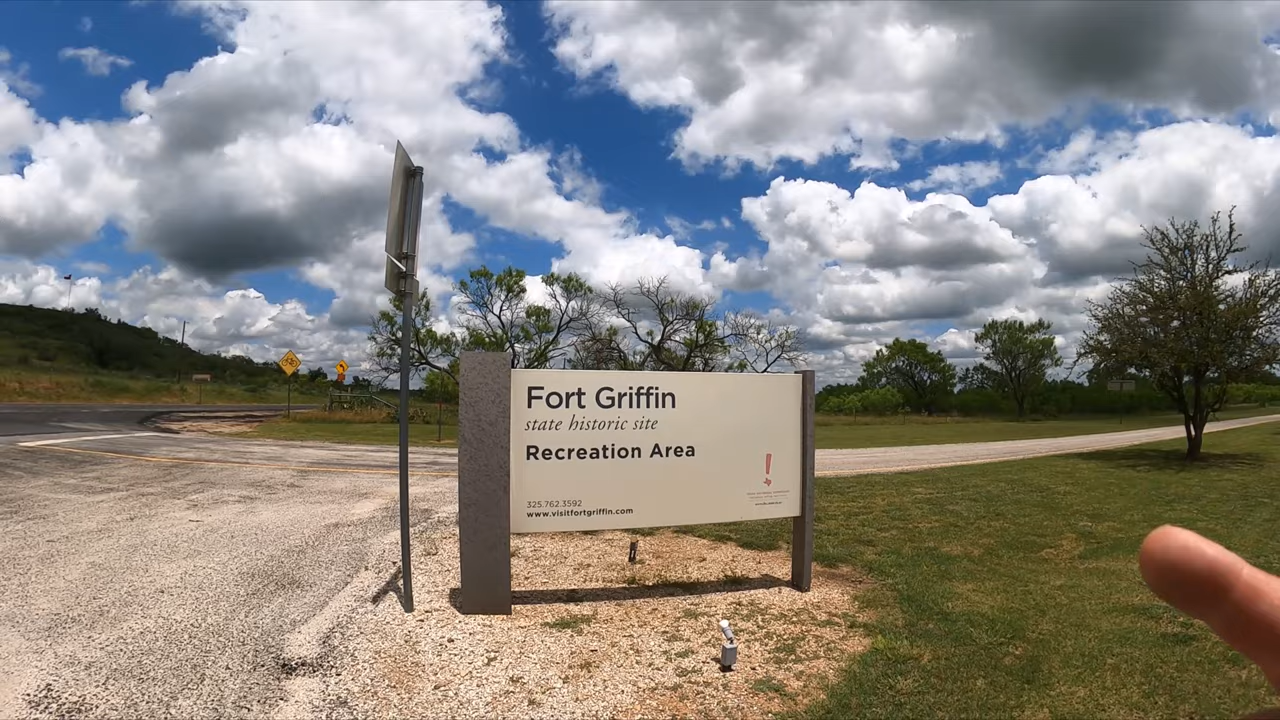 Fort Griffin
state historic site
Recreation Area
325.762.3592
www.visitfortgriffin.com